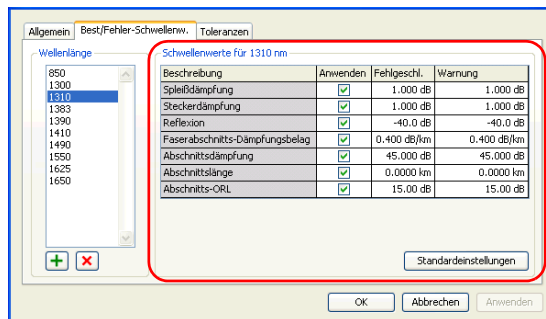 Allgemein Best/Fehler-Schwellenw. Toleranzen
Wellenlänge
850
1300
1310
1383
1390
1410
1490
1550
1625
1650
Schwellenwerte für 1310 nm
Beschreibung Anwenden Fehlgeschl. Warnung
Spleißdämpfung 1.000 dB 1.000 dB
Steckerdämpfung 1.000 dB 1.000 dB
Reflexion -40.0 dB -40.0 dB
Faserabschnitts-Dämpfungsbelag 0.400 dB/km 0.400 dB/km
Abschnittsdämpfung 45.000 dB 45.000 dB
Abschnittslänge 0.0000 km 0.0000 km
Abschnitts-ORL 15.00 dB 15.00 dB
Standardeinstellungen
OK Abbrechen Anwenden